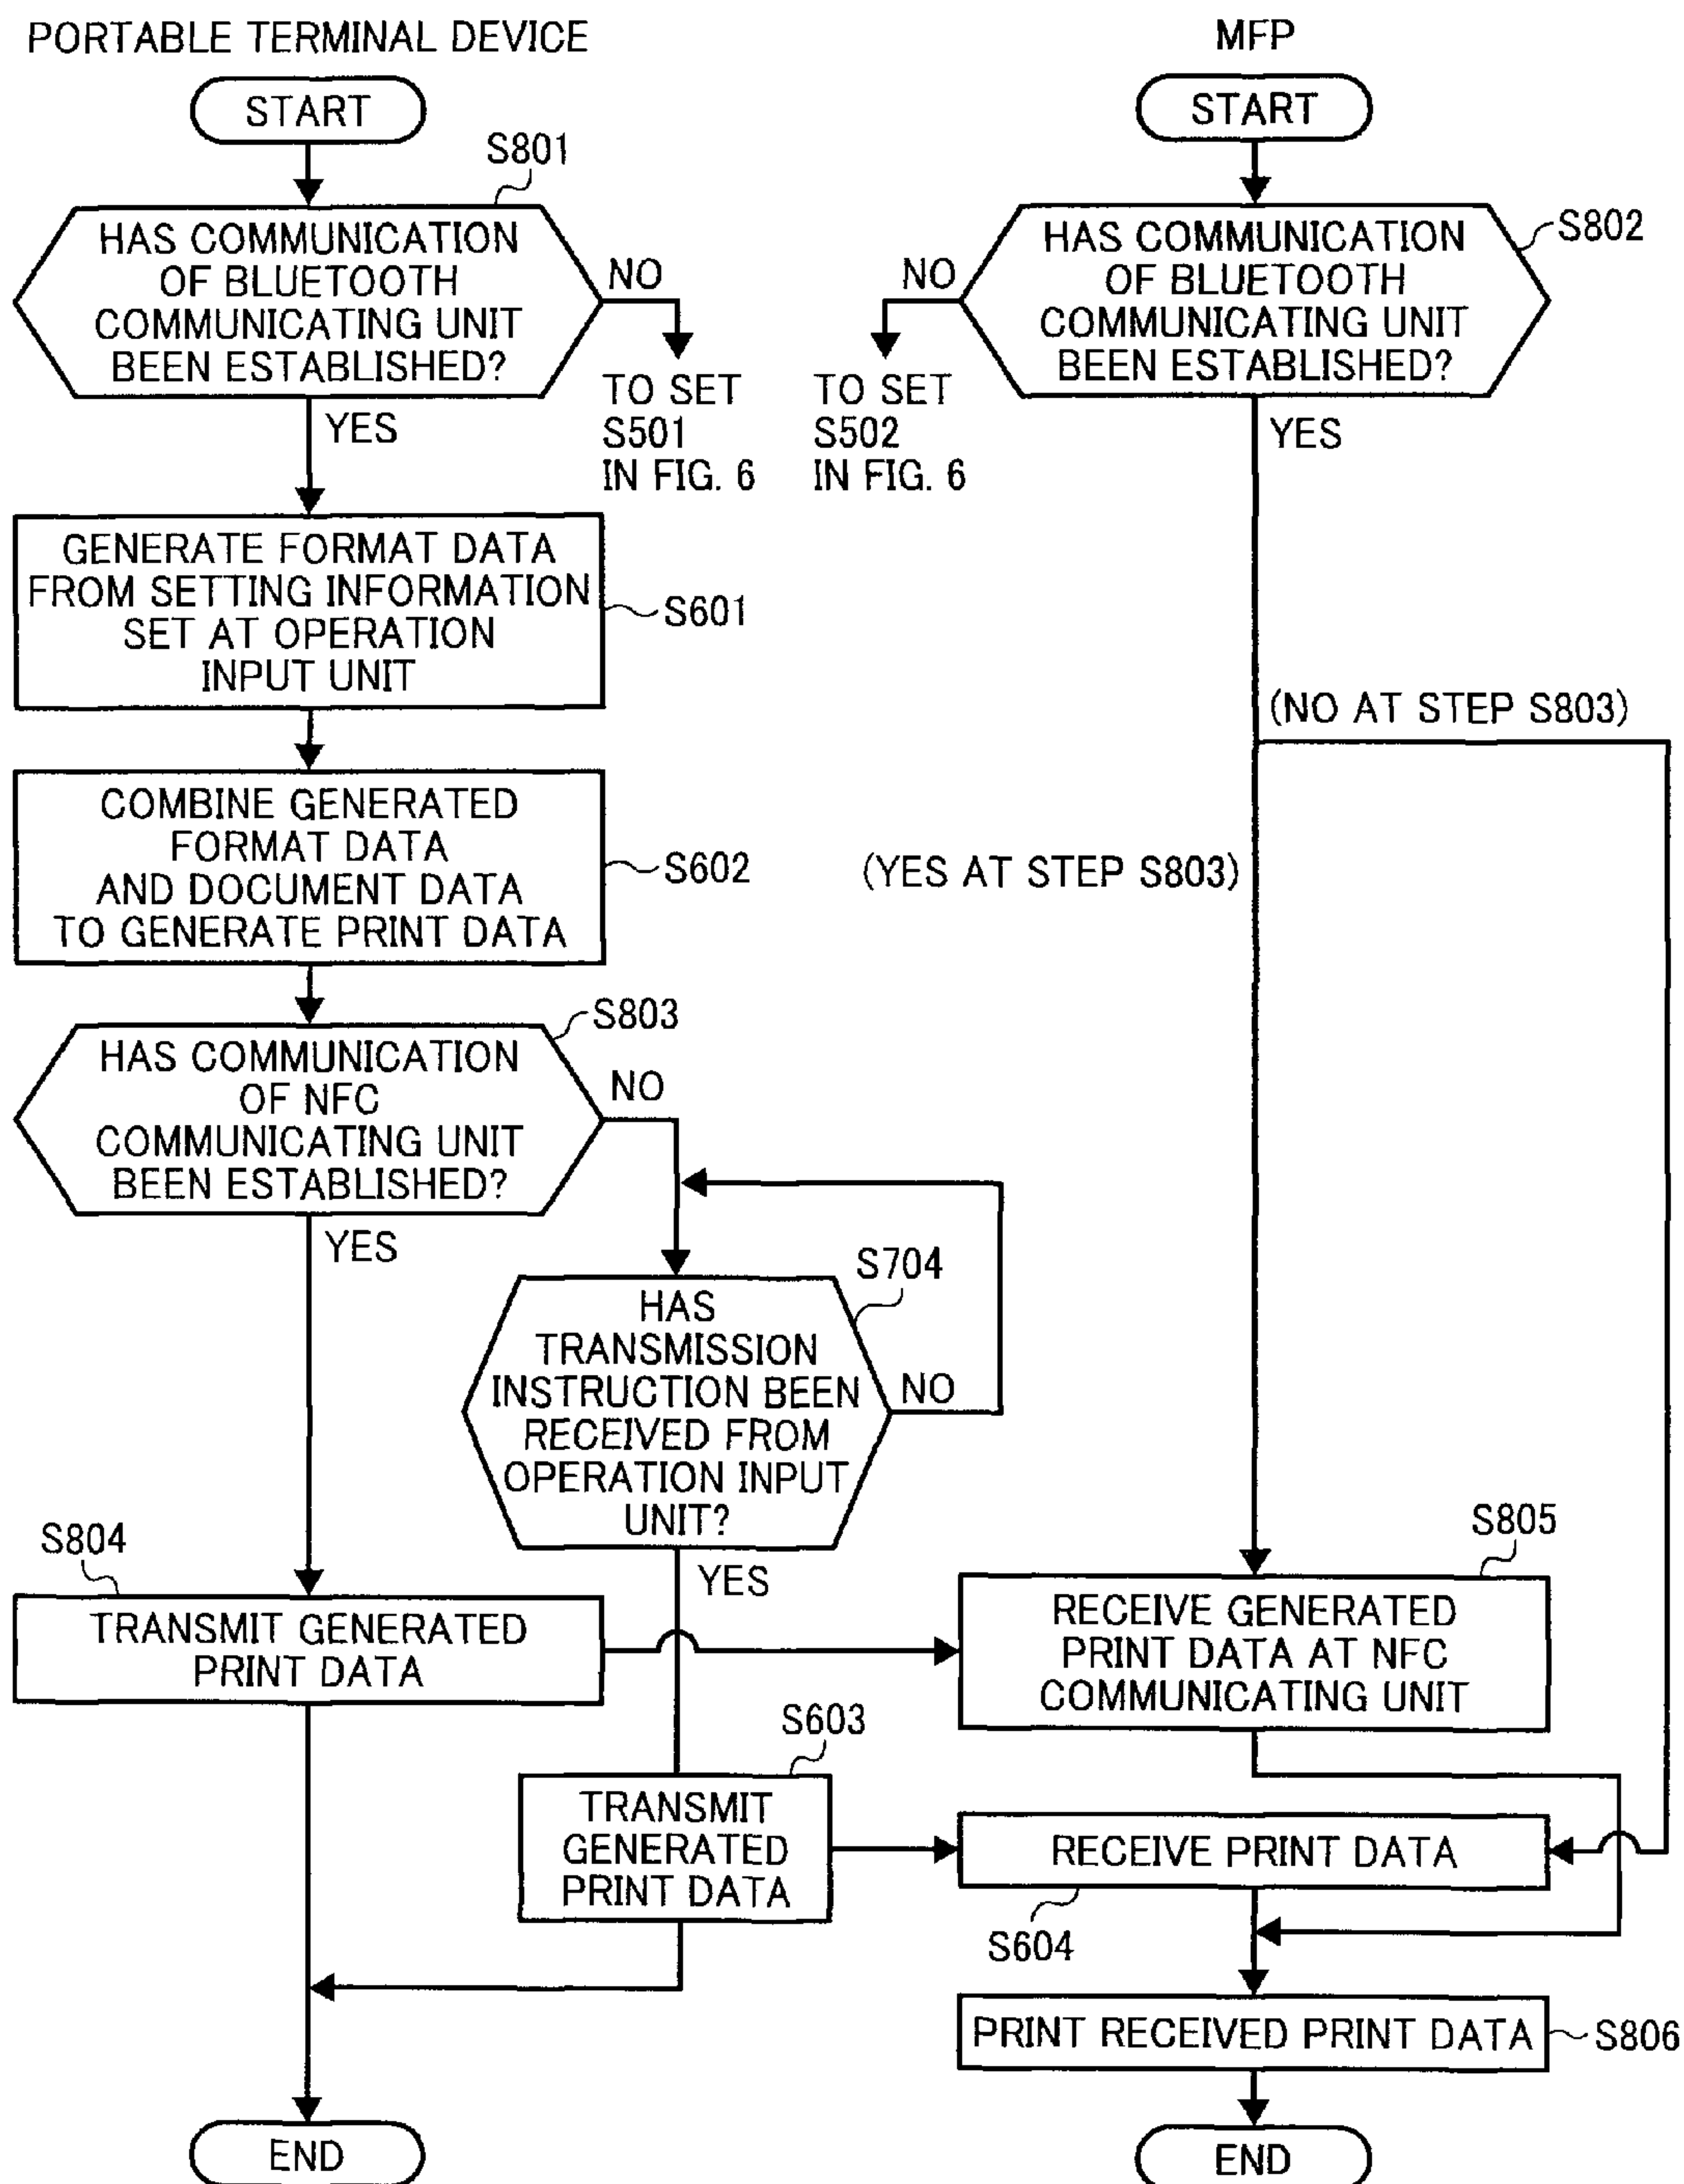 PORTABLE TERMINAL DEVICE
MFP
START
START
S801
HAS COMMUNICATION
OF BLUETOOTH
COMMUNICATING UNIT
BEEN ESTABLISHED?
NO
TO SET
S501
IN FIG. 6
YES
S802
HAS COMMUNICATION
OF BLUETOOTH
COMMUNICATING UNIT
BEEN ESTABLISHED?
NO
TO SET
S502
IN FIG. 6
YES
GENERATE FORMAT DATA
FROM SETTING INFORMATION
SET AT OPERATION
INPUT UNIT
S601
(NO AT STEP S803)
COMBINE GENERATED
FORMAT DATA
AND DOCUMENT DATA
TO GENERATE PRINT DATA
S602
(YES AT STEP S803)
S803
HAS COMMUNICATION
OF NFC
COMMUNICATING UNIT
BEEN ESTABLISHED?
NO
YES
S704
HAS
TRANSMISSION
INSTRUCTION BEEN
RECEIVED FROM
OPERATION INPUT
UNIT?
NO
YES
S804
TRANSMIT GENERATED
PRINT DATA
S805
RECEIVE GENERATED
PRINT DATA AT NFC
COMMUNICATING UNIT
S603
TRANSMIT
GENERATED
PRINT DATA
RECEIVE PRINT DATA
S604
PRINT RECEIVED PRINT DATA
S806
END
END